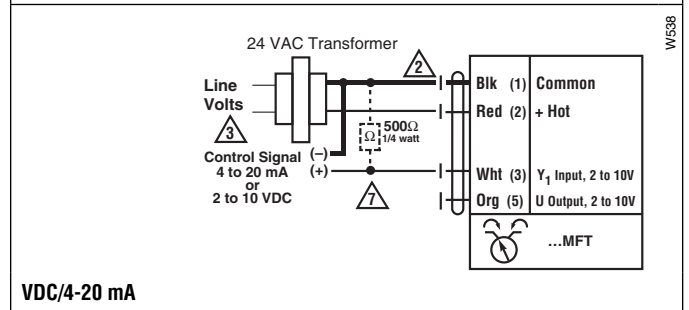 W538
24 VAC Transformer
Line
Volts
2
3
Ω
500Ω
1/4 watt
Control Signal
4 to 20 mA
or
2 to 10 VDC
(–)
(+)
7
Blk (1) Common
Red (2) + Hot
Wht (3) Y1 Input, 2 to 10V
Org (5) U Output, 2 to 10V
...MFT
VDC/4-20 mA